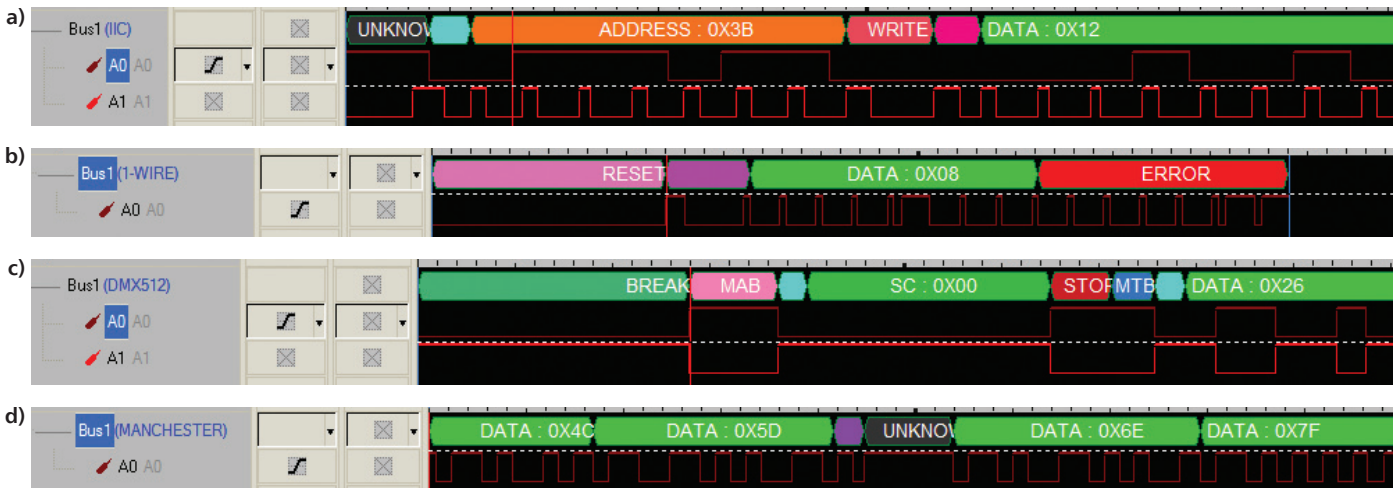 a) Bus1 (IIC) UNKNOV ADDRESS : 0X3B WRITE DATA : 0X12
A0 A0
A1 A1
b) Bus1 (1-WIRE) RESET DATA : 0X08 ERROR
A0 A0
c) Bus1 (DMX512) BREAK MAB SC : 0X00 STOF MTB DATA : 0X26
A0 A0
A1 A1
d) Bus1 (MANCHESTER) DATA : 0X4C DATA : 0X5D UNKNOV DATA : 0X6E DATA : 0X7F
A0 A0